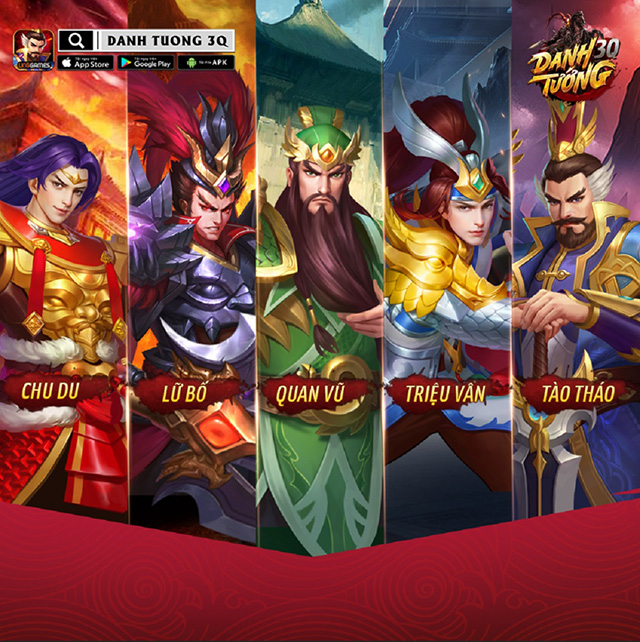 DANH TUONG 3Q
App Store
Google Play
APK
DANH 3Q
TƯỚNG
CHU DU
LỮ BỐ
QUAN VŨ
TRIỆU VÂN
TÀO THÁO